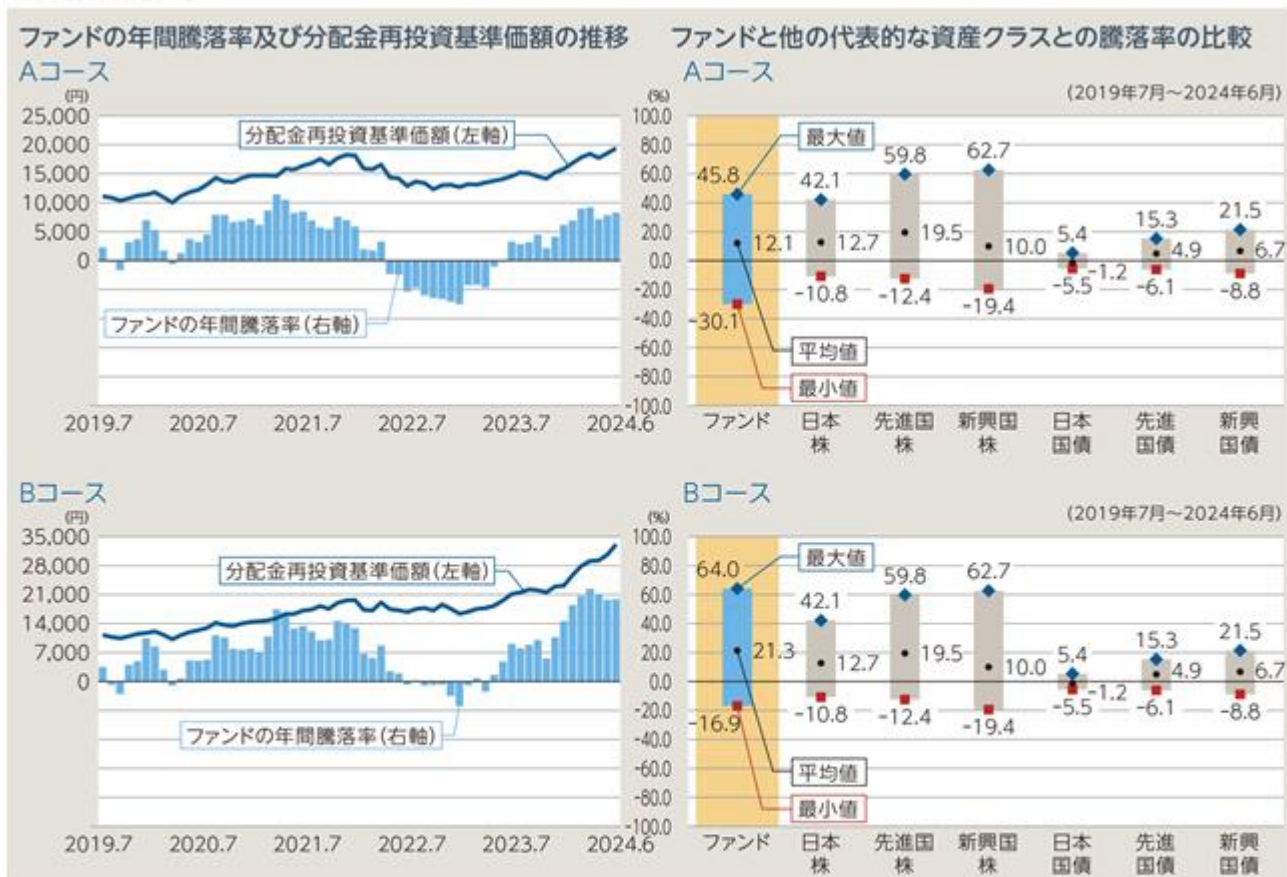 ファンドの年間騰落率及び分配金再投資基準価額の推移
Aコース
(円)
(%)
25,000
20,000
15,000
10,000
5,000
0
100.0
80.0
60.0
40.0
20.0
0.0
-20.0
-40.0
-60.0
-80.0
-100.0
分配金再投資基準価額(左軸)
ファンドの年間騰落率(右軸)
2019.7 2020.7 2021.7 2022.7 2023.7 2024.6
ファンドと他の代表的な資産クラスとの騰落率の比較
Aコース
(2019年7月～2024年6月)
最大値
45.8 42.1 59.8 62.7 5.4 15.3 21.5
12.1 12.7 19.5 10.0 -1.2 4.9 6.7
-30.1 -10.8 -12.4 -19.4 -5.5 -6.1 -8.8
平均値
最小値
ファンド 日本株 先進国株 新興国株 日本国債 先進国債 新興国債
Bコース
(円)
(%)
35,000
28,000
21,000
14,000
7,000
0
100.0
80.0
60.0
40.0
20.0
0.0
-20.0
-40.0
-60.0
-80.0
-100.0
分配金再投資基準価額(左軸)
ファンドの年間騰落率(右軸)
2019.7 2020.7 2021.7 2022.7 2023.7 2024.6
Bコース
(2019年7月～2024年6月)
最大値
64.0 42.1 59.8 62.7 5.4 15.3 21.5
21.3 12.7 19.5 10.0 -1.2 4.9 6.7
-16.9 -10.8 -12.4 -19.4 -5.5 -6.1 -8.8
平均値
最小値
ファンド 日本株 先進国株 新興国株 日本国債 先進国債 新興国債